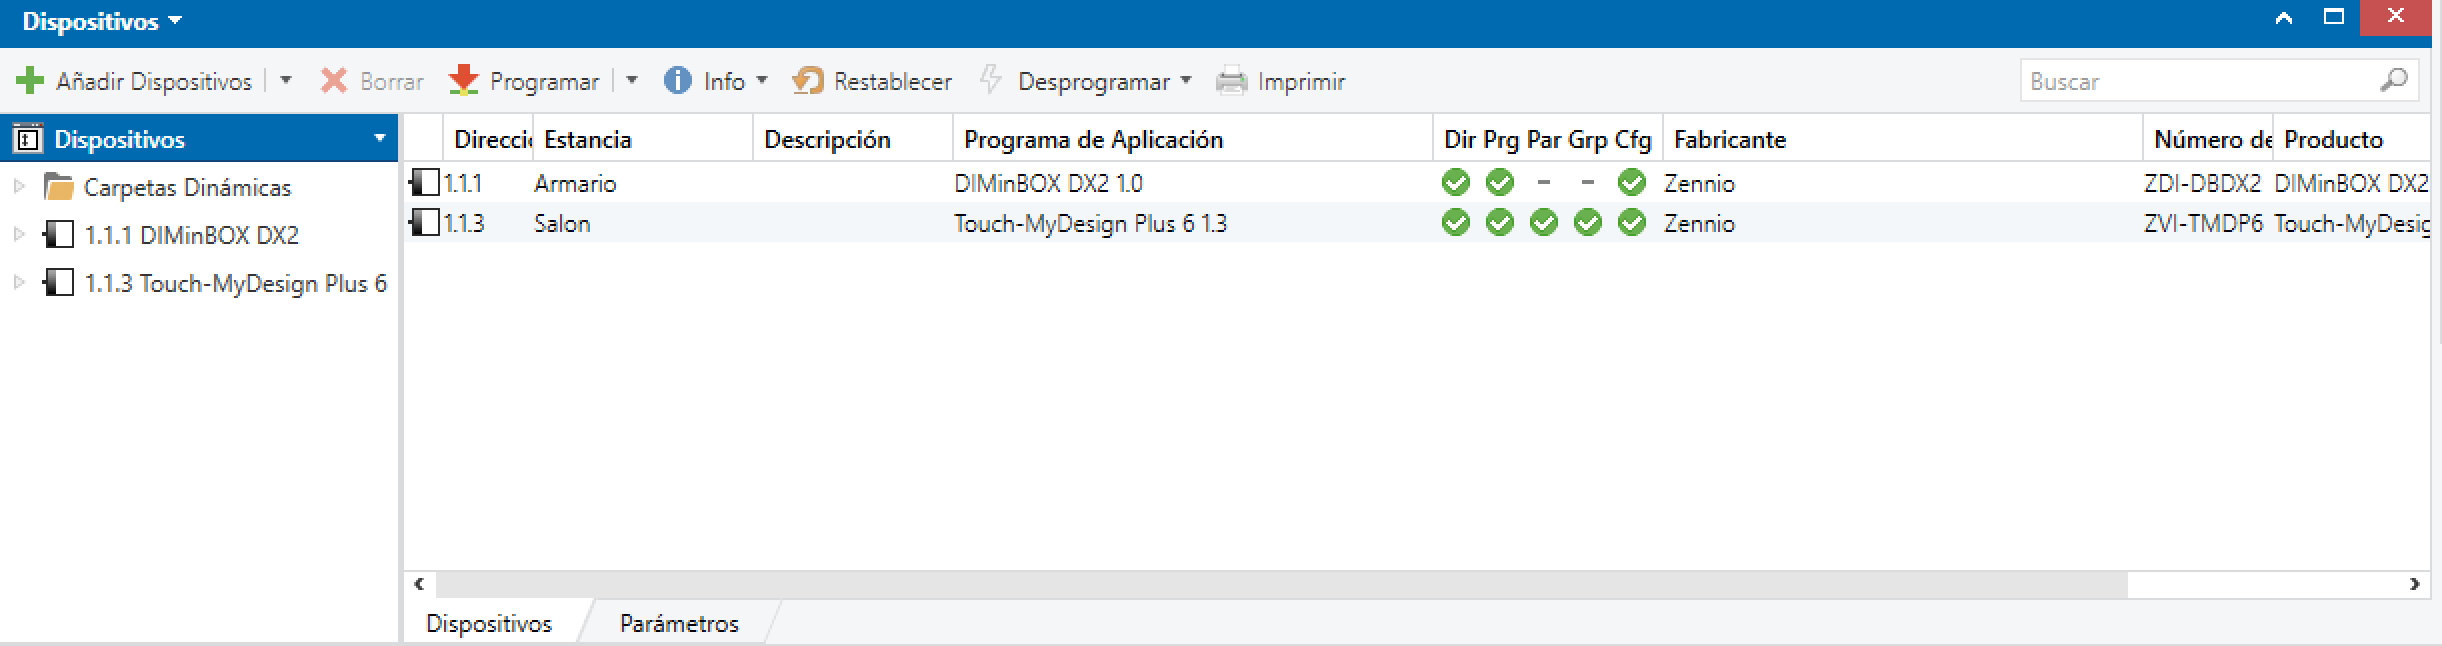 Dispositivos
Añadir Dispositivos Borrar Programar Info Restablecer Desprogramar Imprimir Buscar
Dispositivos
Carpetas Dinámicas
1.1.1 DIMinBOX DX2
1.1.3 Touch-MyDesign Plus 6
Direcci Estancia Descripción Programa de Aplicación Dir Prg Par Grp Cfg Fabricante Número de Producto
1.1.1 Armario DIMinBOX DX2 1.0 - - Zennio ZDI-DBDX2 DIMinBOX DX2
1.1.3 Salon Touch-MyDesign Plus 6 1.3 Zennio ZVI-TMDP6 Touch-MyDesig
Dispositivos Parámetros